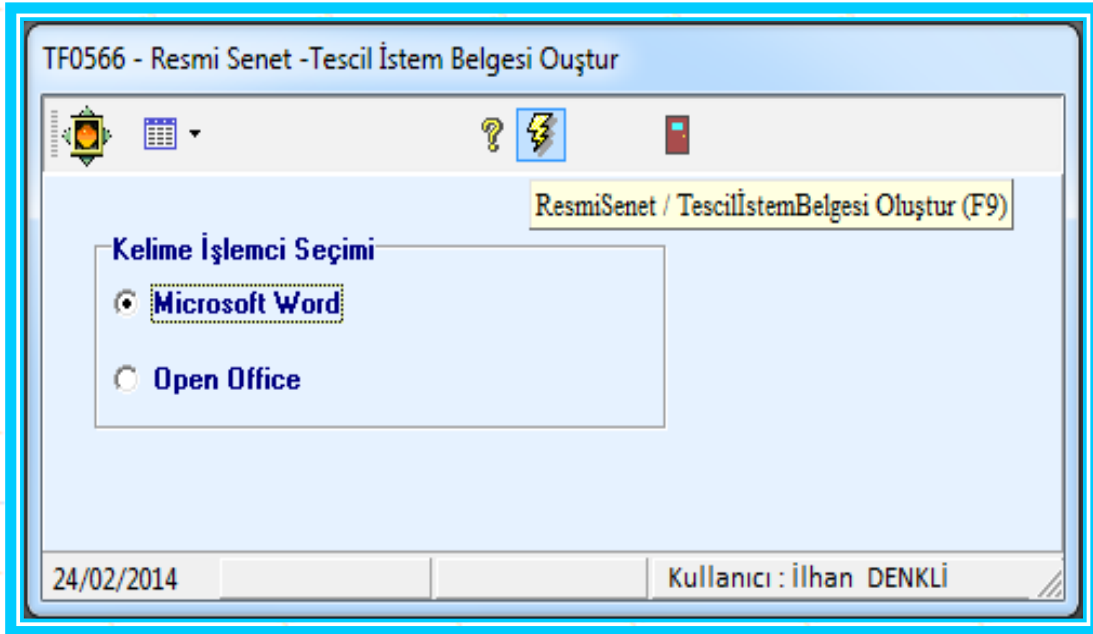 TF0566 - Resmi Senet -Tescil İstem Belgesi Ouştur
ResmiSenet / TescilİstemBelgesi Oluştur (F9)
Kelime İşlemci Seçimi
Microsoft Word
Open Office
24/02/2014 Kullanıcı : İlhan DENKLİ